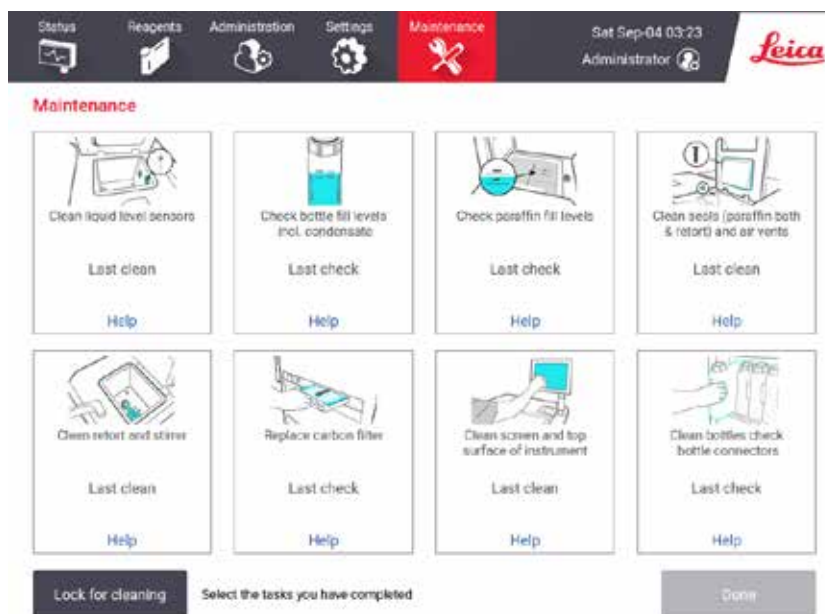 Status
Reagents
Administration
Settings
Maintenance
Sat Sep-04 03:23
Administrator
Leica
Maintenance
Clean liquid level sensors
Last clean
Help
Check bottle fill levels
incl. condensate
Last check
Help
Check paraffin fill levels
Last check
Help
Clean seals (paraffin bath
& retort) and air vents
Last clean
Help
Clean retort and stirrer
Last clean
Help
Replace carbon filter
Last check
Help
Clean screen and top
surface of instrument
Last clean
Help
Clean bottles check
bottle connectors
Last check
Help
Lock for cleaning
Select the tasks you have completed
Done